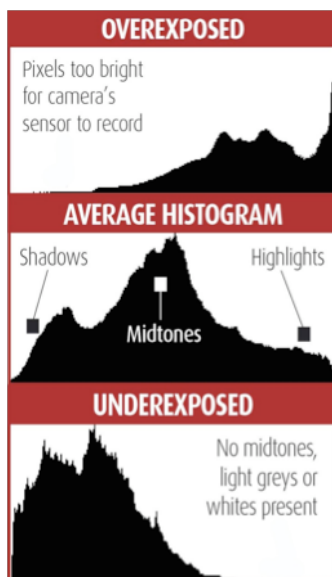 OVEREXPOSED
Pixels too bright
for camera's
sensor to record
AVERAGE HISTOGRAM
Shadows
Highlights
Midtones
UNDEREXPOSED
No midtones,
light greys or
whites present